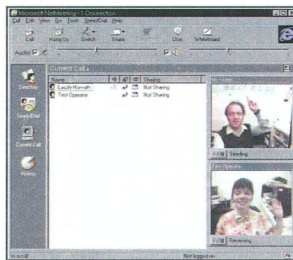 Microsoft NetMeeting - 1 Connection
Call Edit View Go Tools SpeedDial Help
Call Hang Up Switch Share Chat Whiteboard
Audio
Directory
SpeedDial
Current Call
History
Current Call
Name Sharing
Laszlo Horvath Not Sharing
Test Operator Not Sharing
Sending
Test Operator
Receiving
In a call
Not logged on